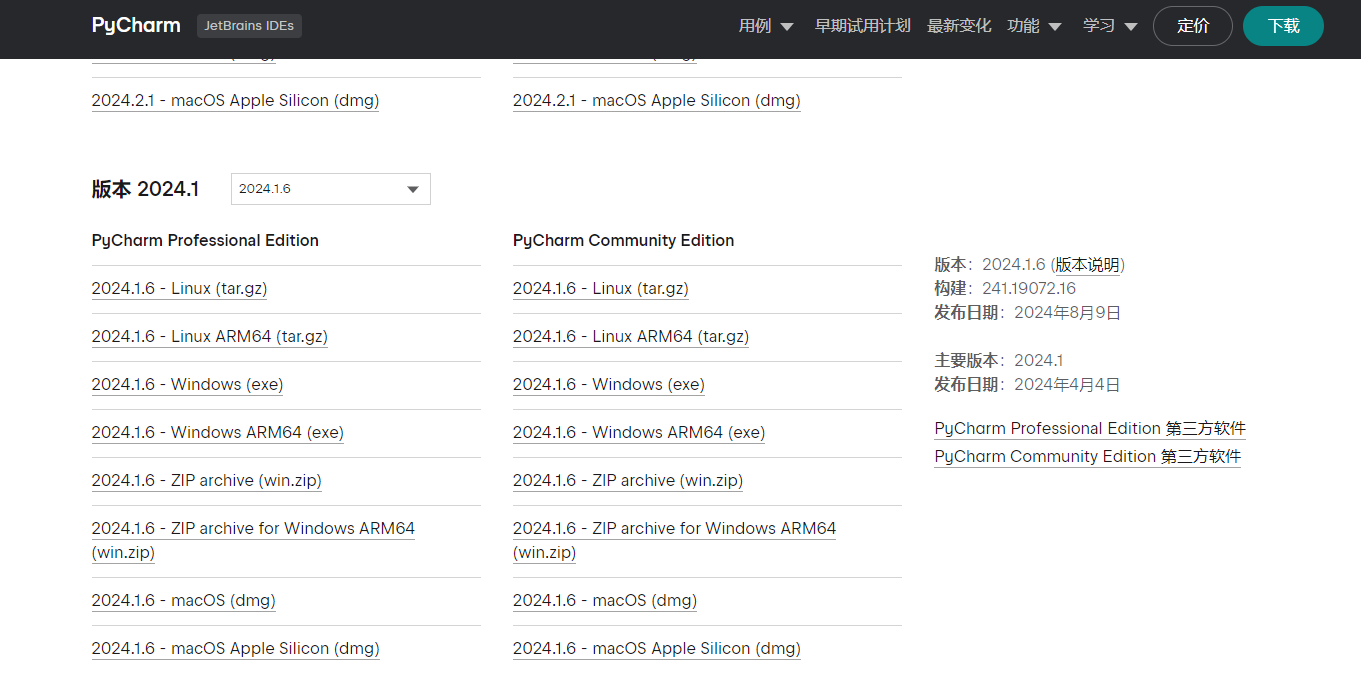 PyCharm JetBrains IDEs 用例 早期试用计划 最新变化 功能 学习 定价 下载
2024.2.1 - macOS Apple Silicon (dmg)
2024.2.1 - macOS Apple Silicon (dmg)
版本 2024.1 2024.1.6
PyCharm Professional Edition
2024.1.6 - Linux (tar.gz)
2024.1.6 - Linux ARM64 (tar.gz)
2024.1.6 - Windows (exe)
2024.1.6 - Windows ARM64 (exe)
2024.1.6 - ZIP archive (win.zip)
2024.1.6 - ZIP archive for Windows ARM64
(win.zip)
2024.1.6 - macOS (dmg)
2024.1.6 - macOS Apple Silicon (dmg)
PyCharm Community Edition
2024.1.6 - Linux (tar.gz)
2024.1.6 - Linux ARM64 (tar.gz)
2024.1.6 - Windows (exe)
2024.1.6 - Windows ARM64 (exe)
2024.1.6 - ZIP archive (win.zip)
2024.1.6 - ZIP archive for Windows ARM64
(win.zip)
2024.1.6 - macOS (dmg)
2024.1.6 - macOS Apple Silicon (dmg)
版本：2024.1.6 (版本说明)
构建：241.19072.16
发布日期：2024年8月9日
主要版本：2024.1
发布日期：2024年4月4日
PyCharm Professional Edition 第三方软件
PyCharm Community Edition 第三方软件